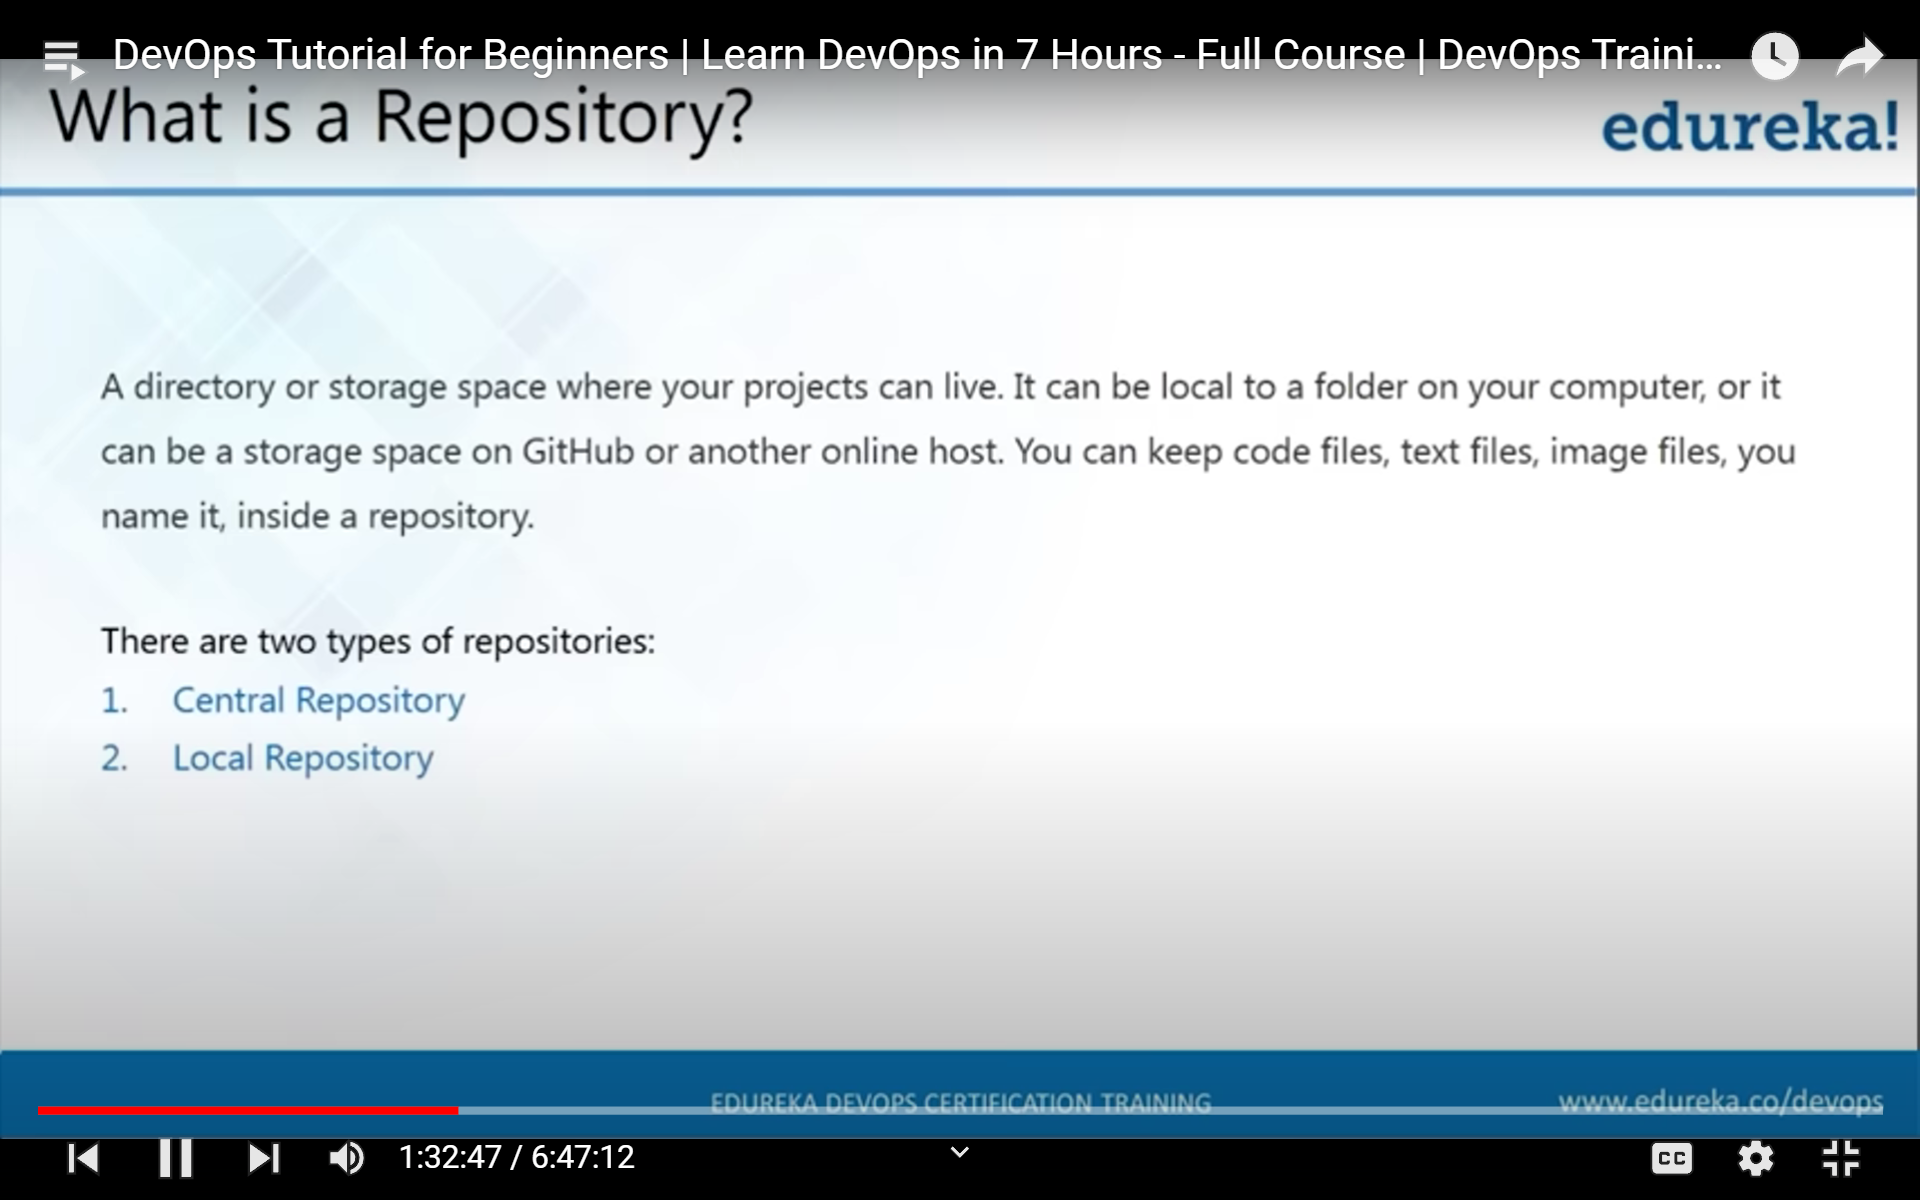 DevOps Tutorial for Beginners | Learn DevOps in 7 Hours - Full Course | DevOps Traini...
What is a Repository?
edureka!
A directory or storage space where your projects can live. It can be local to a folder on your computer, or it
can be a storage space on GitHub or another online host. You can keep code files, text files, image files, you
name it, inside a repository.
There are two types of repositories:
1. Central Repository
2. Local Repository
EDUREKA DEVOPS CERTIFICATION TRAINING
www.edureka.co/devops
1:32:47 / 6:47:12
CC